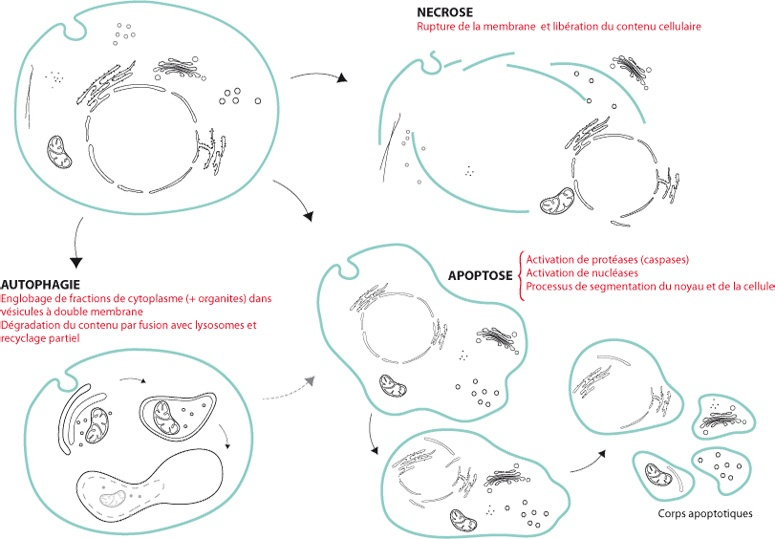 NECROSE
Rupture de la membrane et libération du contenu cellulaire
AUTOPHAGIE
Englobage de fractions de cytoplasme (+ organites) dans
vésicules à double membrane
Dégradation du contenu par fusion avec lysosomes et
recyclage partiel
APOPTOSE
Activation de protéases (caspases)
Activation de nucléases
Processus de segmentation du noyau et de la cellule
Corps apoptotiques